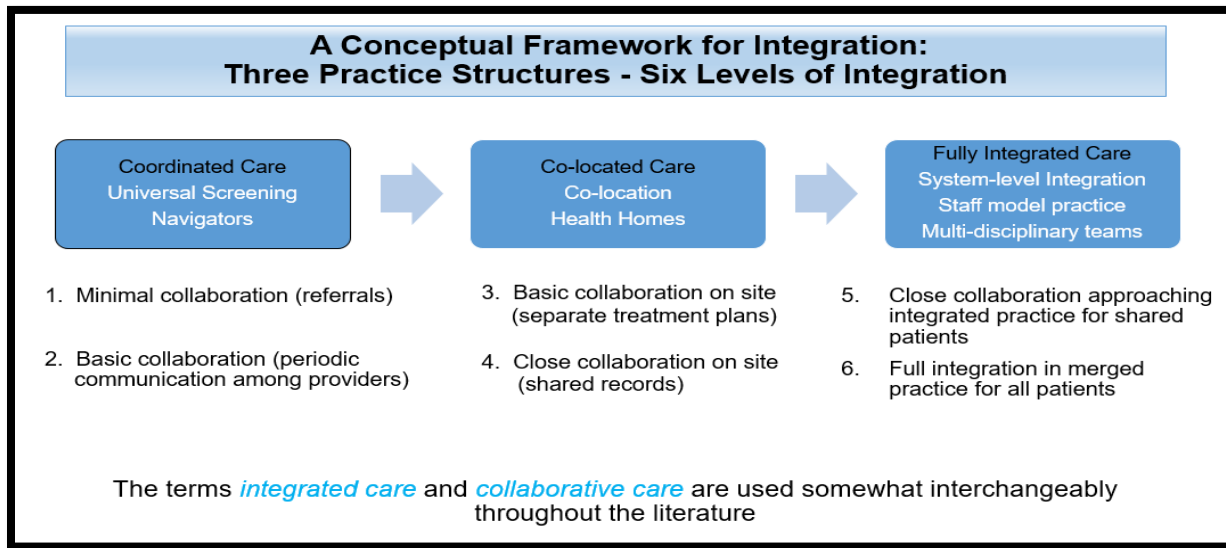 A Conceptual Framework for Integration:
Three Practice Structures - Six Levels of Integration
Coordinated Care
Universal Screening
Navigators
Co-located Care
Co-location
Health Homes
Fully Integrated Care
System-level Integration
Staff model practice
Multi-disciplinary teams
1. Minimal collaboration (referrals)
2. Basic collaboration (periodic
communication among providers)
3. Basic collaboration on site
(separate treatment plans)
4. Close collaboration on site
(shared records)
5. Close collaboration approaching
integrated practice for shared
patients
6. Full integration in merged
practice for all patients
The terms integrated care and collaborative care are used somewhat interchangeably
throughout the literature